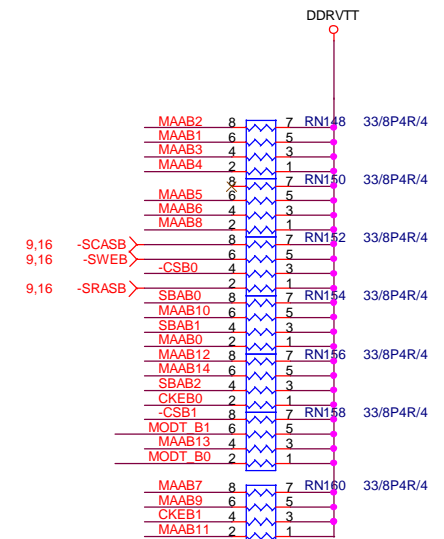 DDRVTT
MAAB2 8 7 RN148 33/8P4R/4
MAAB1 6 5
MAAB3 4 3
MAAB4 2 1
8 7 RN150 33/8P4R/4
MAAB5 6 5
MAAB6 4 3
MAAB8 2 1
9,16 -SCASB 8 7 RN152 33/8P4R/4
9,16 -SWEB 6 5
-CSB0 4 3
9,16 -SRASB 2 1
SBAB0 8 7 RN154 33/8P4R/4
MAAB10 6 5
SBAB1 4 3
MAAB0 2 1
MAAB12 8 7 RN156 33/8P4R/4
MAAB14 6 5
SBAB2 4 3
CKEB0 2 1
-CSB1 8 7 RN158 33/8P4R/4
MODT_B1 6 5
MAAB13 4 3
MODT_B0 2 1
MAAB7 8 7 RN160 33/8P4R/4
MAAB9 6 5
CKEB1 4 3
MAAB11 2 1